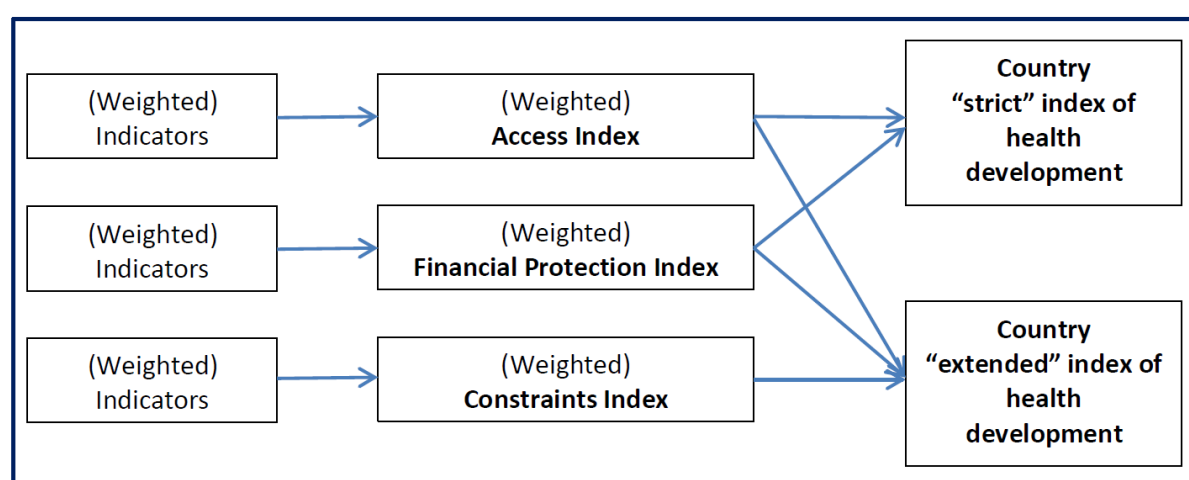 (Weighted)
Indicators
(Weighted)
Access Index
Country
“strict” index of
health
development
(Weighted)
Indicators
(Weighted)
Financial Protection Index
(Weighted)
Indicators
(Weighted)
Constraints Index
Country
“extended” index of
health
development